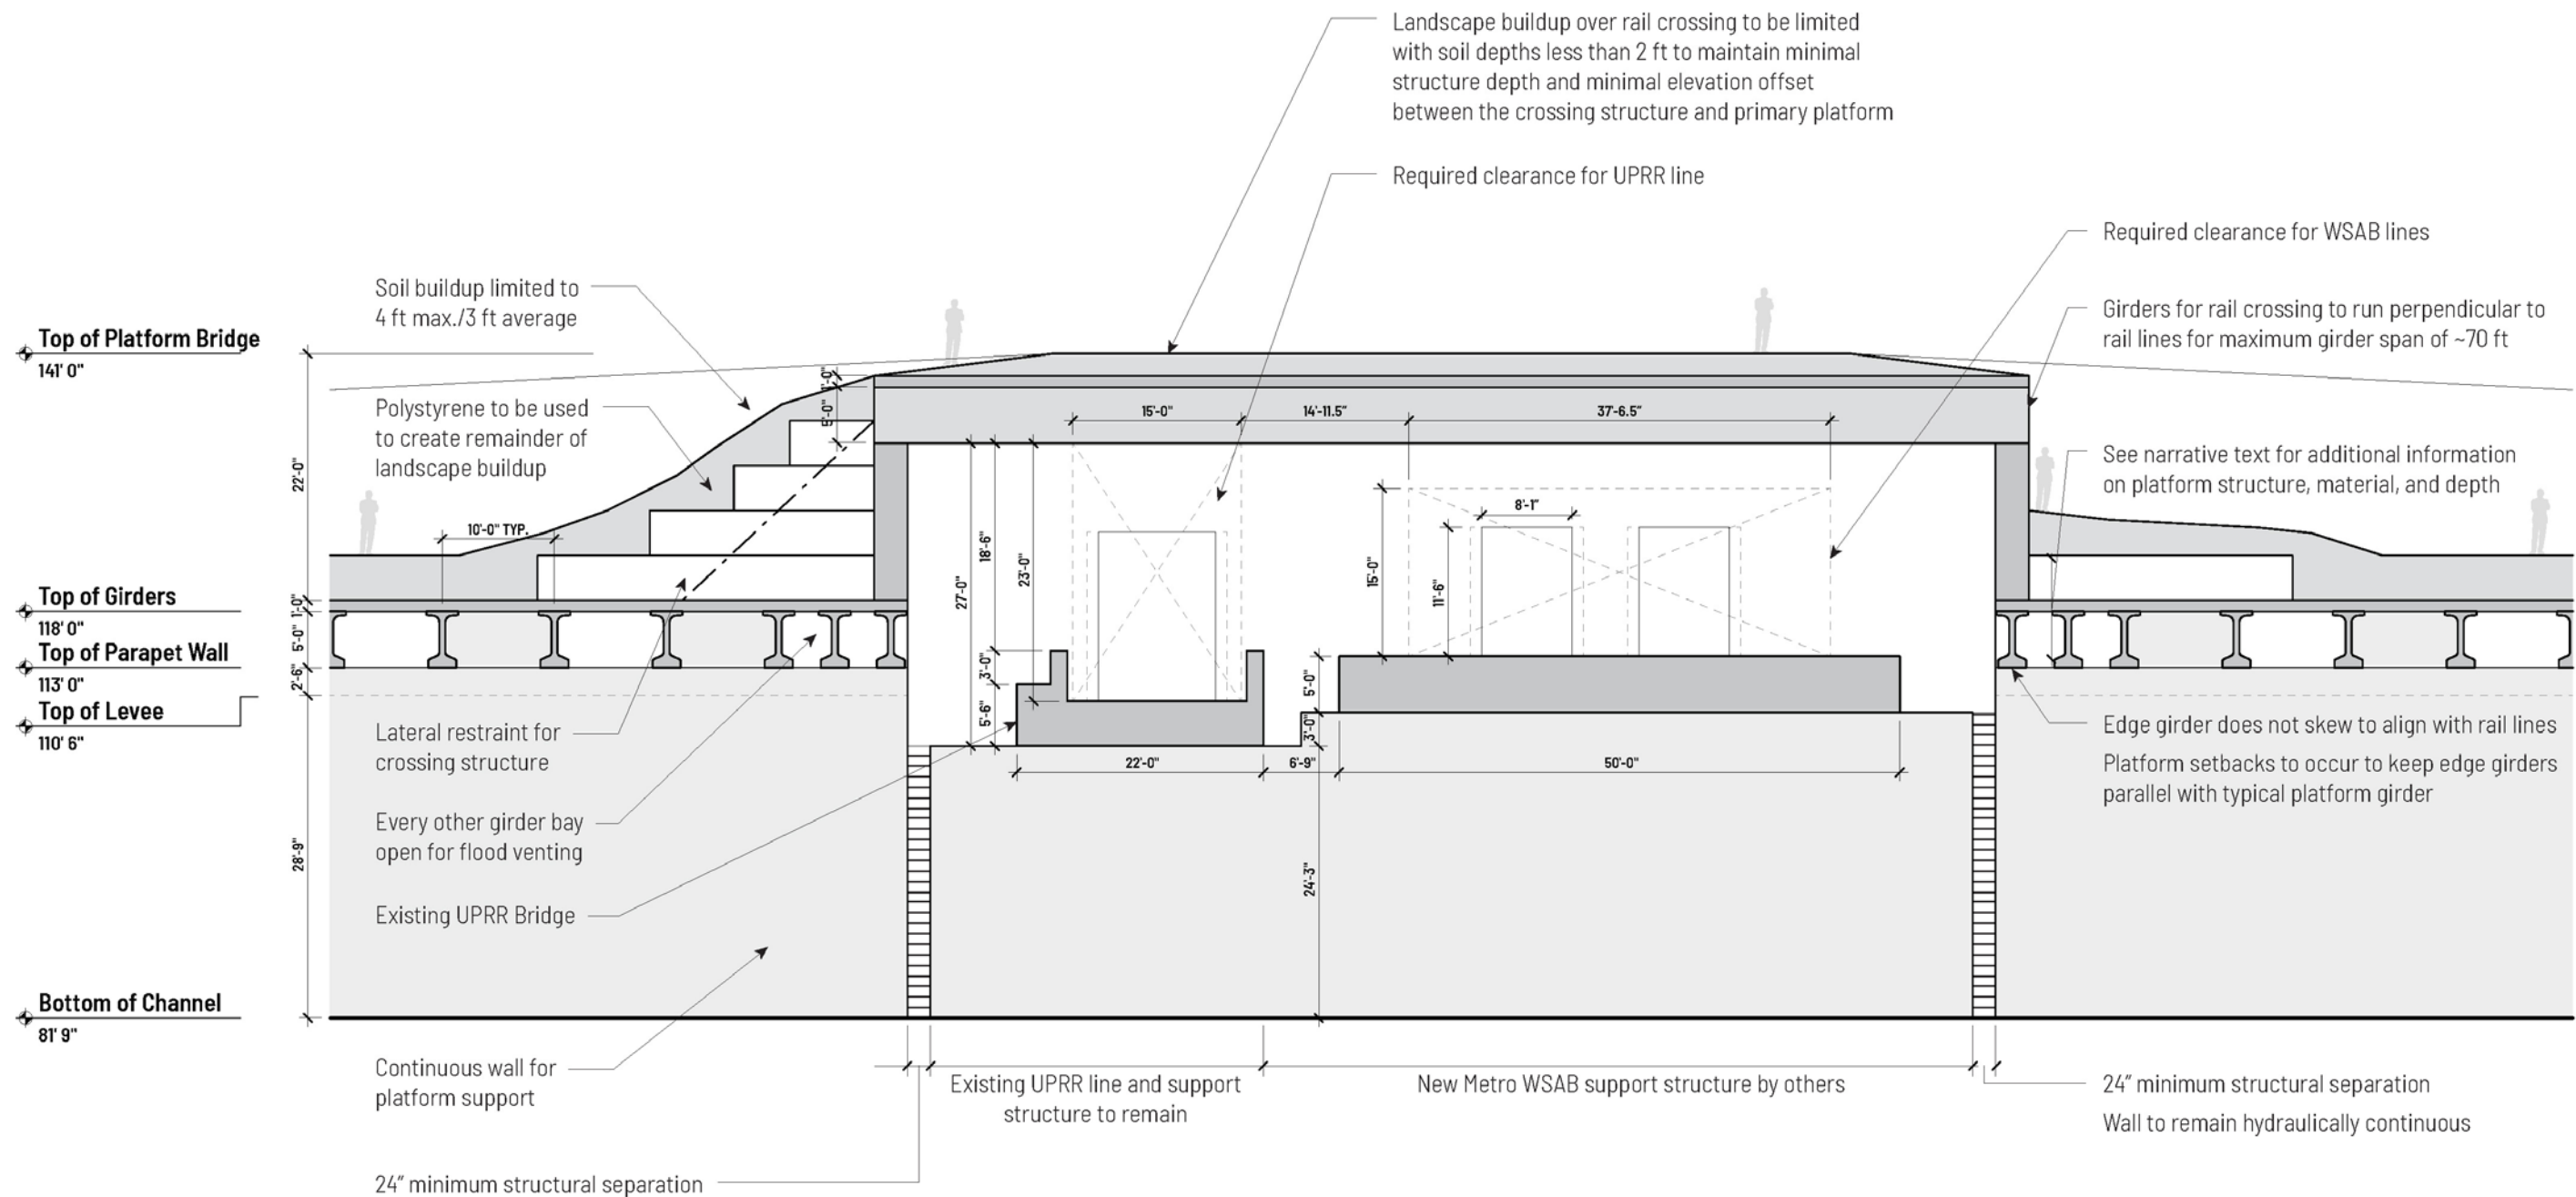 Landscape buildup over rail crossing to be limited
with soil depths less than 2 ft to maintain minimal
structure depth and minimal elevation offset
between the crossing structure and primary platform
Required clearance for UPRR line
Required clearance for WSAB lines
Girders for rail crossing to run perpendicular to
rail lines for maximum girder span of ~70 ft
See narrative text for additional information
on platform structure, material, and depth
Soil buildup limited to
4 ft max./3 ft average
Polystyrene to be used
to create remainder of
landscape buildup
Top of Platform Bridge
141' 0"
Top of Girders
118' 0"
Top of Parapet Wall
113' 0"
Top of Levee
110' 6"
Bottom of Channel
81' 9"
22'-0"
1'-0"
5'-0"
2'-6"
28'-9"
10'-0" TYP.
1'-0"
5'-0"
15'-0"
14'-11.5"
37'-6.5"
27'-0"
18'-6"
23'-0"
3'-0"
5'-6"
15'-0"
11'-6"
8'-1"
5'-0"
3'-0"
22'-0"
6'-9"
50'-0"
24'-3"
Lateral restraint for
crossing structure
Every other girder bay
open for flood venting
Existing UPRR Bridge
Continuous wall for
platform support
Edge girder does not skew to align with rail lines
Platform setbacks to occur to keep edge girders
parallel with typical platform girder
Existing UPRR line and support
structure to remain
New Metro WSAB support structure by others
24" minimum structural separation
Wall to remain hydraulically continuous
24" minimum structural separation